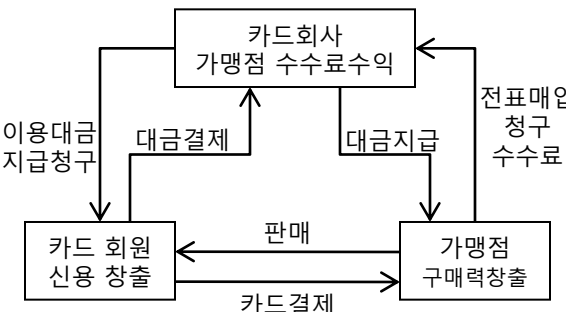 카드회사
가맹점 수수료수익
전표매입
청구
수수료
이용대금
지급청구
대금결제
대금지급
카드 회원
신용 창출
판매
가맹점
구매력창출
카드결제